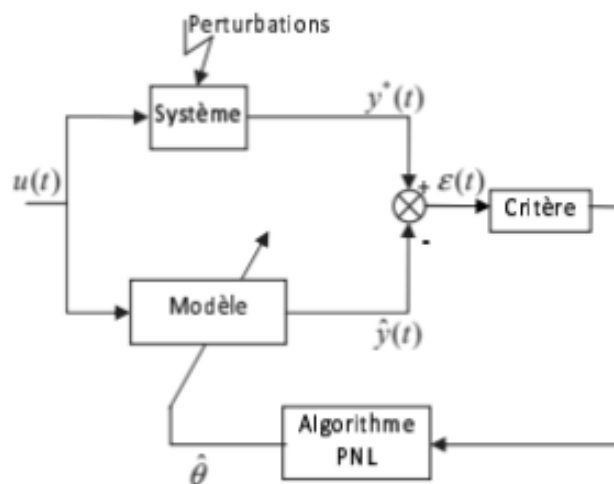 Perturbations
Système
y*(t)
u(t)
+
ε(t)
Critère
-
Modèle
ŷ(t)
Algorithme
PNL
θ̂